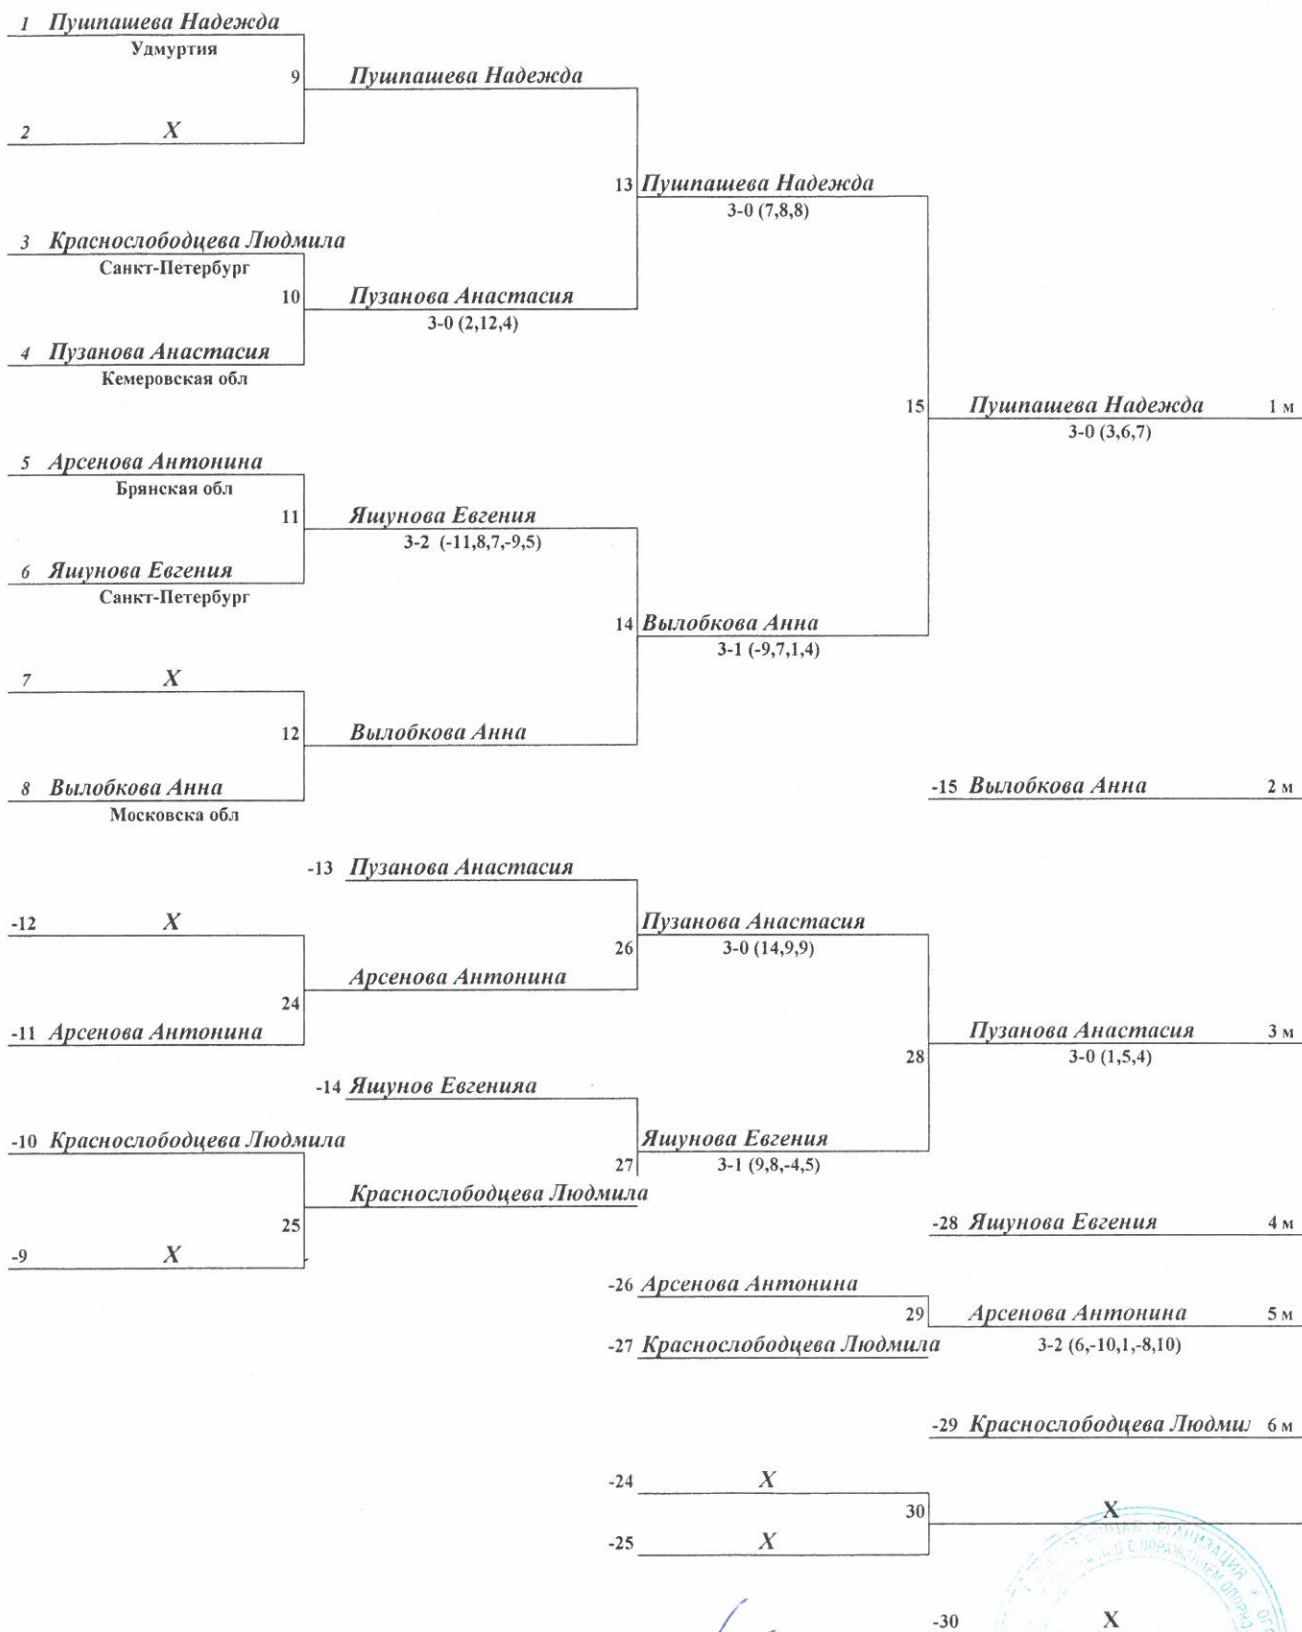 1 Пушпашева Надежда
Удмуртия
9 Пушпашева Надежда
2 X
13 Пушпашева Надежда
3-0 (7,8,8)
3 Краснослободцева Людмила
Санкт-Петербург
10 Пузанова Анастасия
3-0 (2,12,4)
4 Пузанова Анастасия
Кемеровская обл
15 Пушпашева Надежда 1 м
3-0 (3,6,7)
5 Арсенова Антонина
Брянская обл
11 Яшунова Евгения
3-2 (-11,8,7,-9,5)
6 Яшунова Евгения
Санкт-Петербург
14 Вылобкова Анна
3-1 (-9,7,1,4)
7 X
12 Вылобкова Анна
8 Вылобкова Анна
Московска обл
-15 Вылобкова Анна 2 м
-13 Пузанова Анастасия
-12 X
26 Пузанова Анастасия
3-0 (14,9,9)
24 Арсенова Антонина
-11 Арсенова Антонина
28 Пузанова Анастасия 3 м
3-0 (1,5,4)
-14 Яшунов Евгенияа
-10 Краснослободцева Людмила
27 Яшунова Евгения
3-1 (9,8,-4,5)
25 Краснослободцева Людмила
-9 X
-28 Яшунова Евгения 4 м
-26 Арсенова Антонина
29 Арсенова Антонина 5 м
3-2 (6,-10,1,-8,10)
-27 Краснослободцева Людмила
-29 Краснослободцева Людми 6 м
-24 X
30 X
-25 X
-30 X